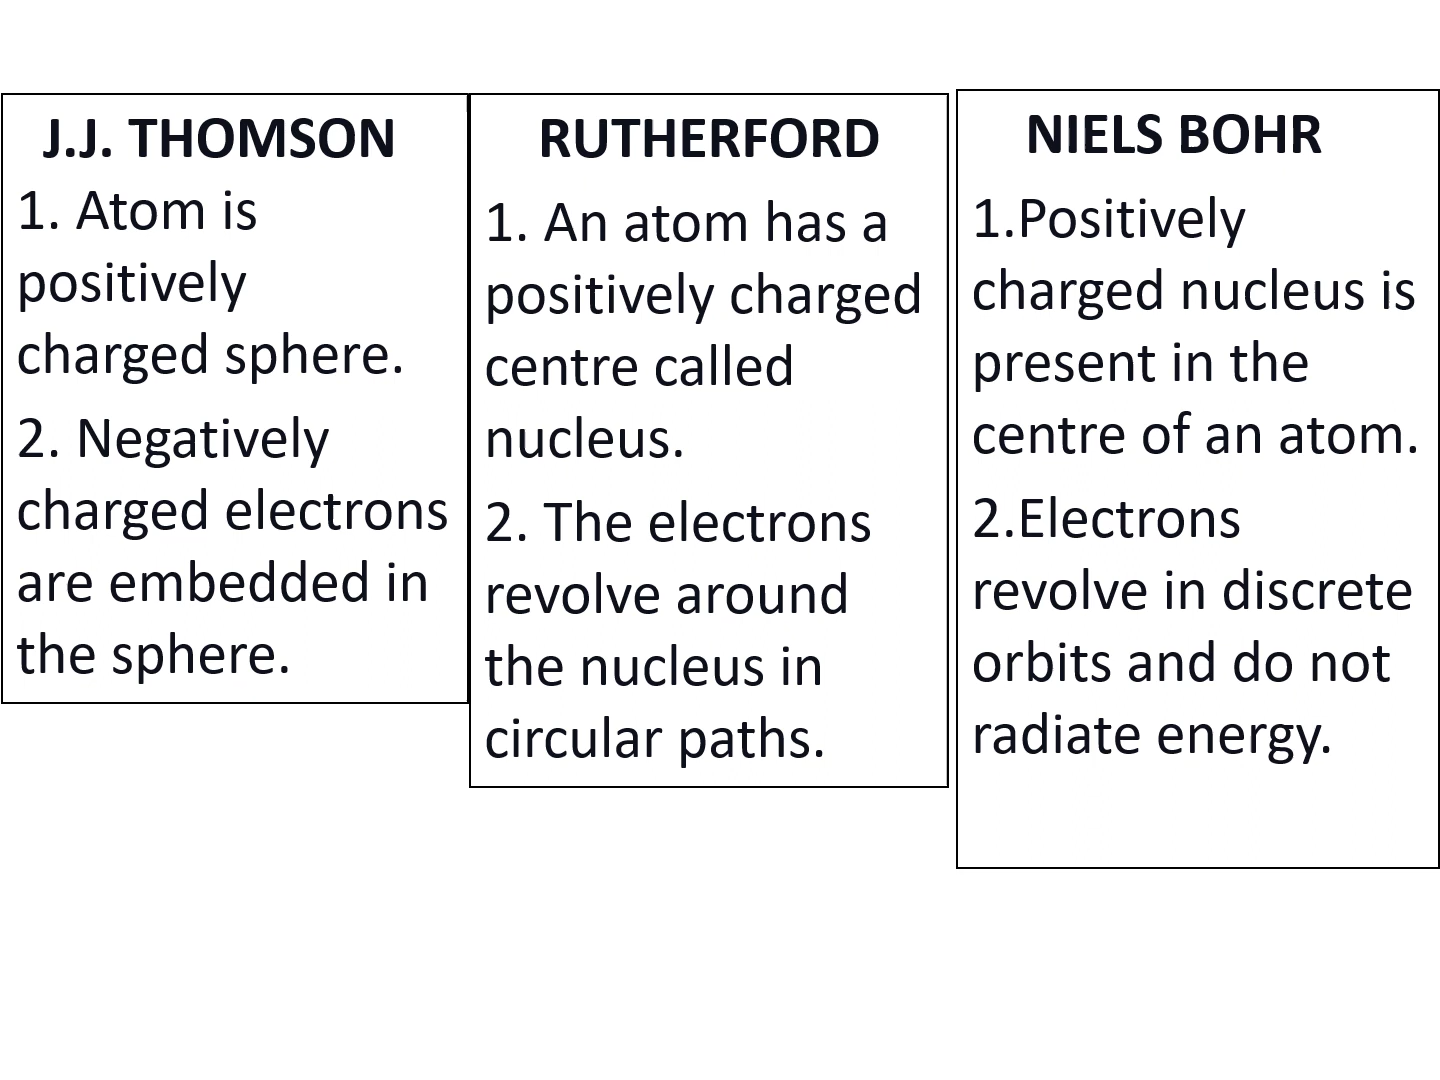 J.J. THOMSON
1. Atom is
positively
charged sphere.
2. Negatively
charged electrons
are embedded in
the sphere.
RUTHERFORD
1. An atom has a
positively charged
centre called
nucleus.
2. The electrons
revolve around
the nucleus in
circular paths.
NIELS BOHR
1.Positively
charged nucleus is
present in the
centre of an atom.
2.Electrons
revolve in discrete
orbits and do not
radiate energy.